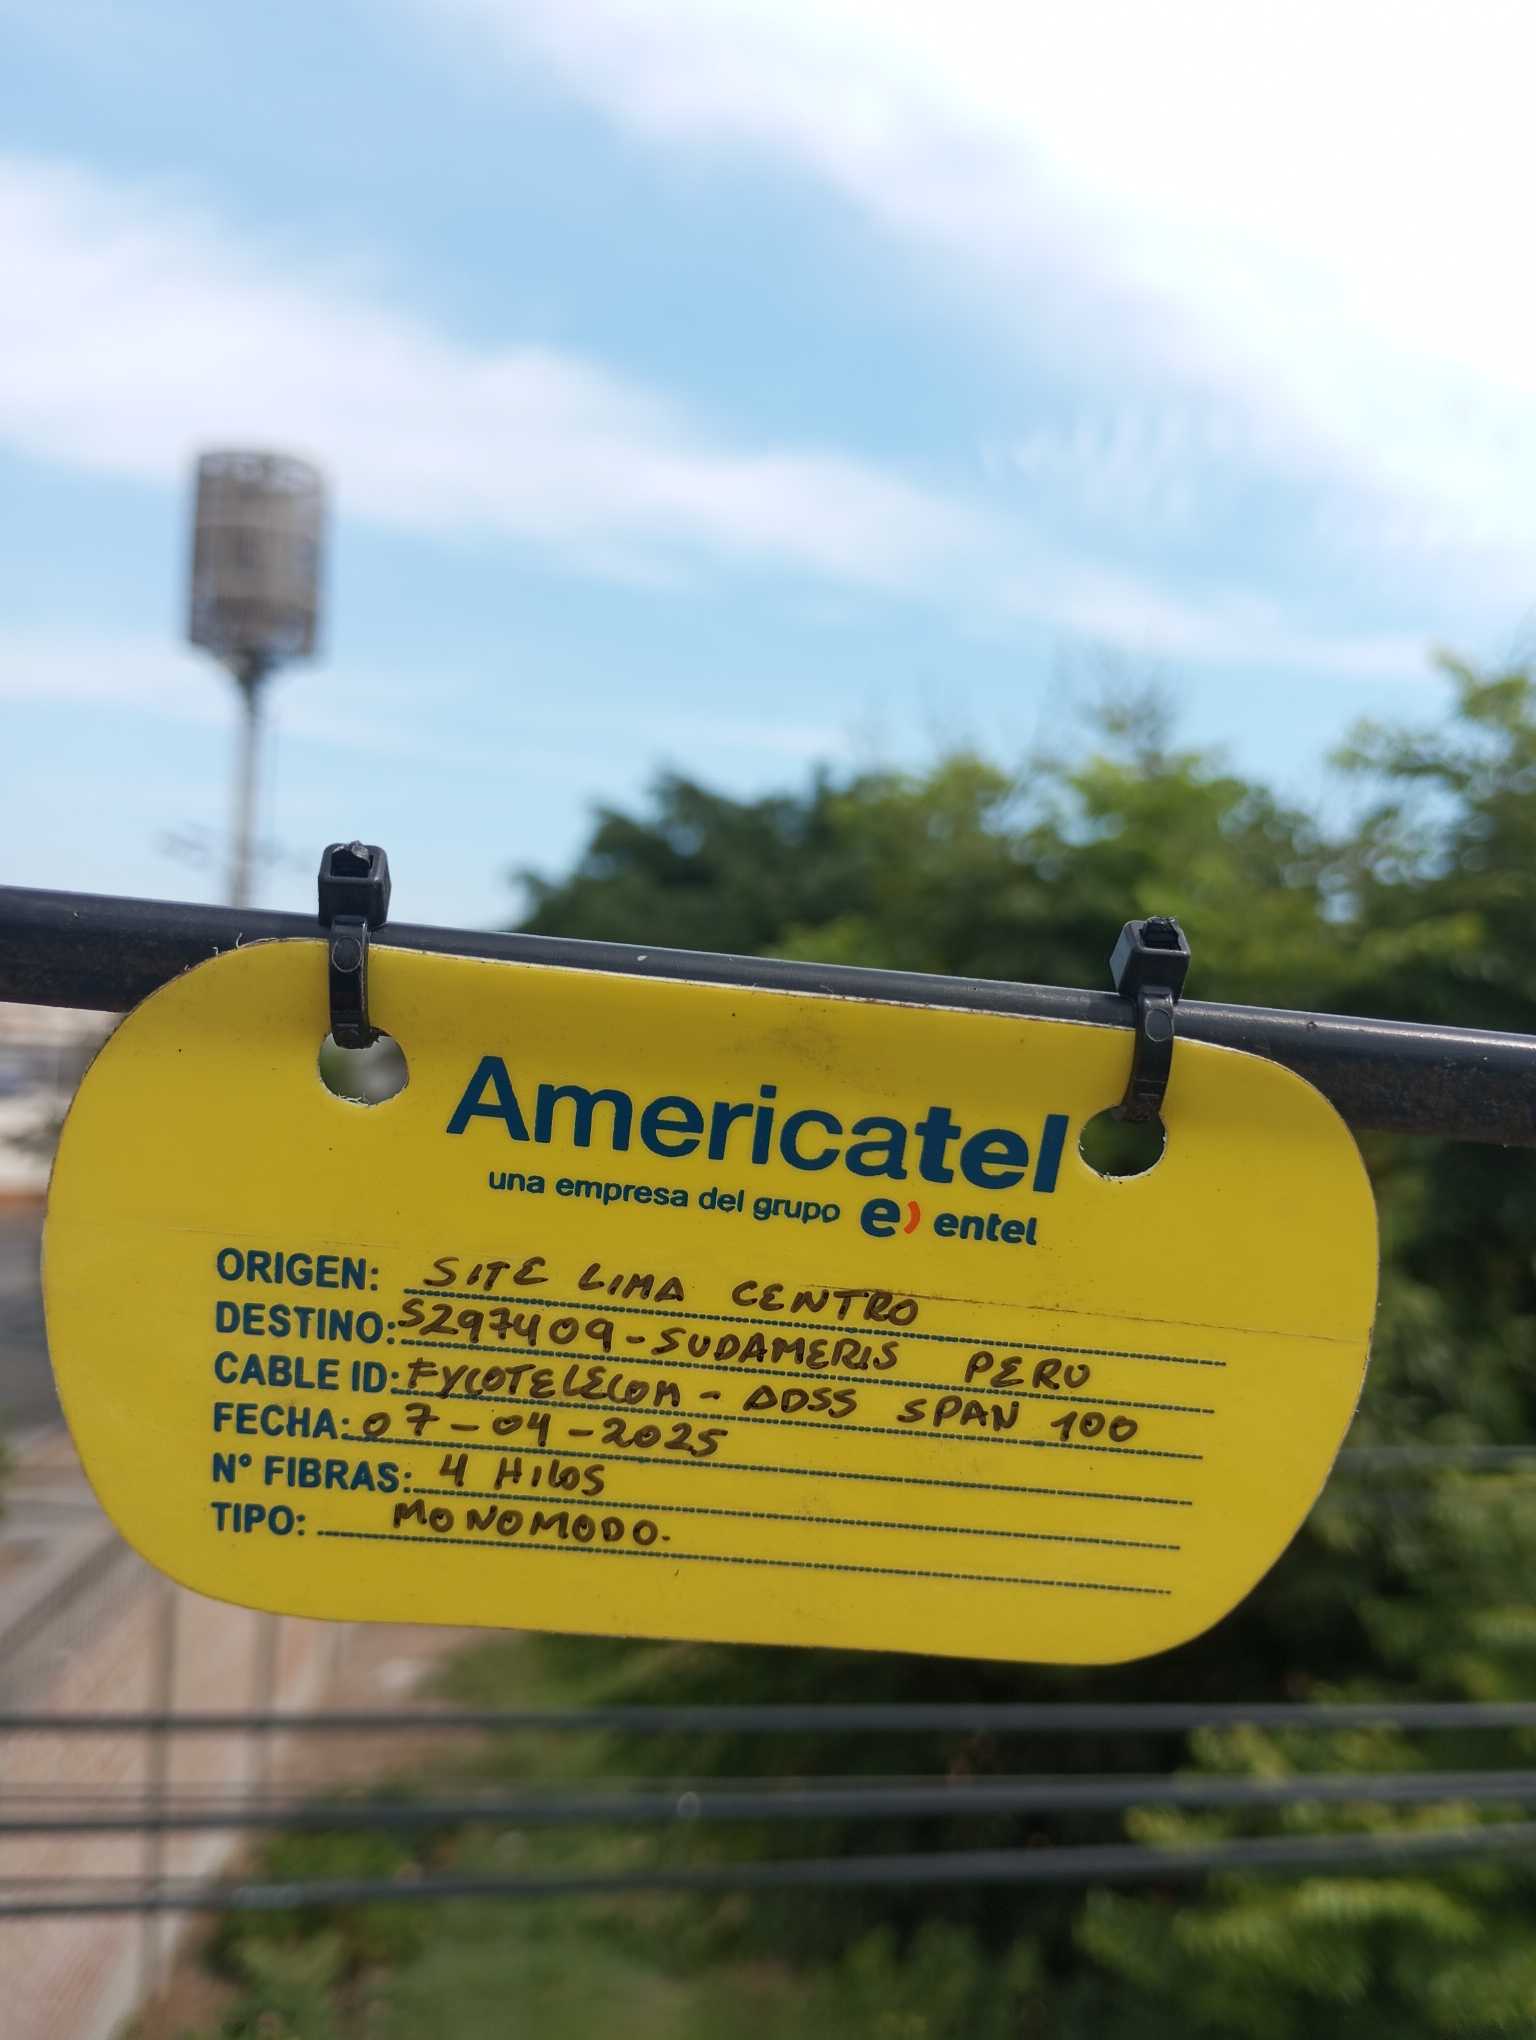 Americatel
una empresa del grupo e) entel
ORIGEN: SITE LIMA CENTRO
DESTINO: S297409-SUDAMERIS PERU
CABLE ID: FYCOTELECOM - ADSS SPAN 100
FECHA: 07-04-2025
N° FIBRAS: 4 HILOS
TIPO: MONOMODO.